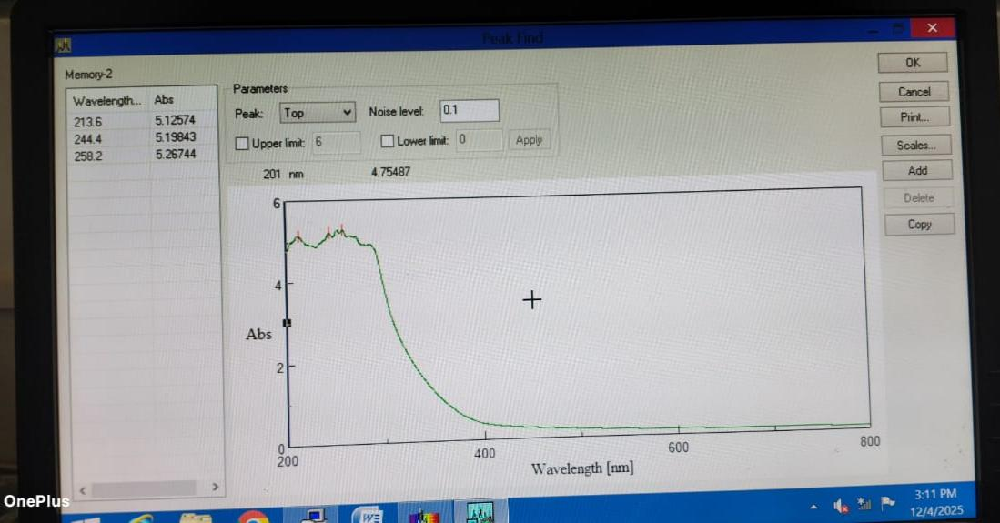 Peak Find
Memory-2
Wavelength... Abs
213.6 5.12574
244.4 5.19843
258.2 5.26744
Parameters
Peak: Top Noise level: 0.1
Upper limit: 6 Lower limit: 0 Apply
201 nm 4.75487
OK
Cancel
Print...
Scales...
Add
Delete
Copy
6
4
Abs
2
0
200 400 600 800
Wavelength [nm]
OnePlus
3:11 PM
12/4/2025